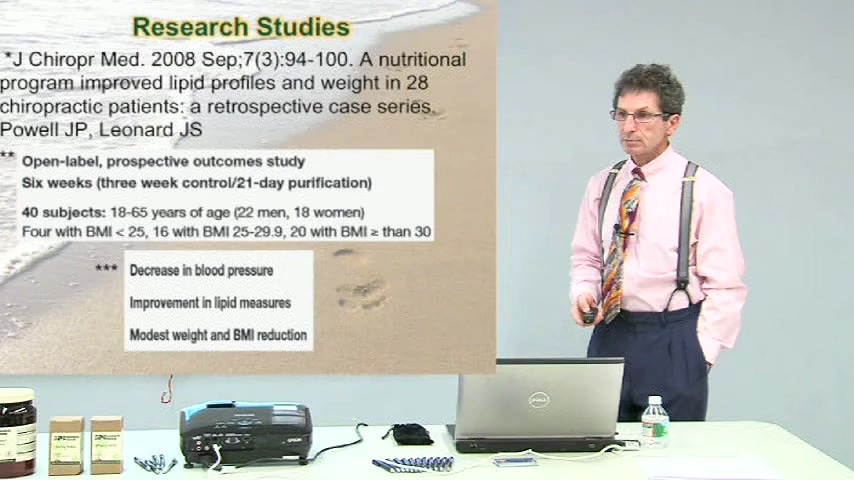 Research Studies
*J Chiropr Med. 2008 Sep;7(3):94-100. A nutritional
program improved lipid profiles and weight in 28
chiropractic patients: a retrospective case series.
Powell JP, Leonard JS
** Open-label, prospective outcomes study
Six weeks (three week control/21-day purification)
40 subjects: 18-65 years of age (22 men, 18 women)
Four with BMI < 25, 16 with BMI 25-29.9, 20 with BMI ≥ than 30
*** Decrease in blood pressure
Improvement in lipid measures
Modest weight and BMI reduction
DELL
EPSON